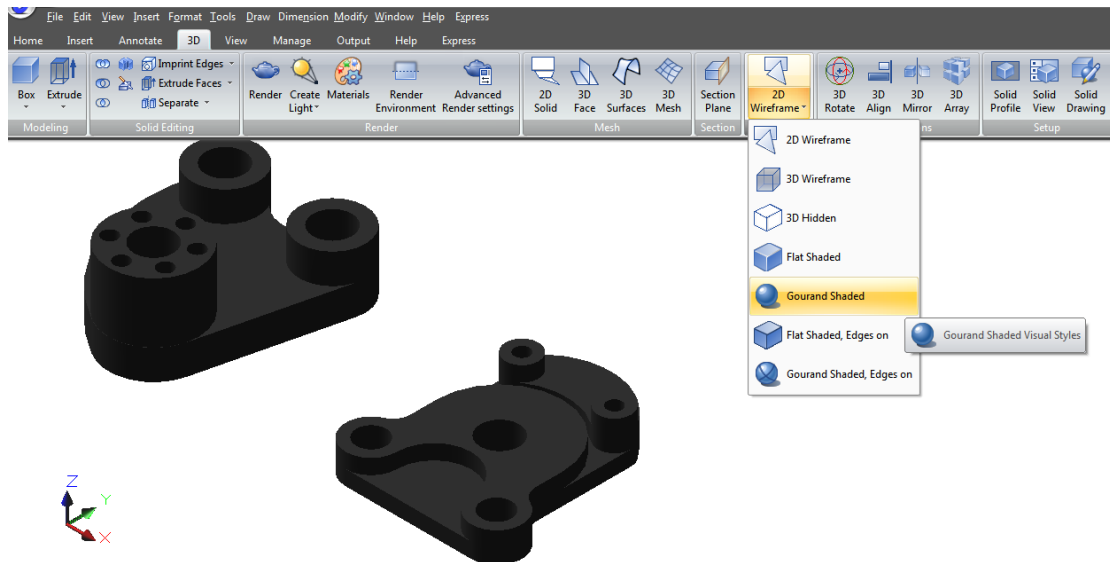 File Edit View Insert Format Tools Draw Dimension Modify Window Help Express
Home Insert Annotate 3D View Manage Output Help Express
Imprint Edges
Extrude Faces
Separate
Box Extrude
Render Create Light Materials Render Environment Advanced Render settings
2D Solid 3D Face 3D Surfaces 3D Mesh
Section Plane
2D Wireframe
3D Rotate 3D Align 3D Mirror 3D Array
Solid Profile Solid View Solid Drawing
Modeling Solid Editing Render Mesh Section ns Setup
2D Wireframe
3D Wireframe
3D Hidden
Flat Shaded
Gourand Shaded
Flat Shaded, Edges on
Gourand Shaded Visual Styles
Gourand Shaded, Edges on
Z
Y
X